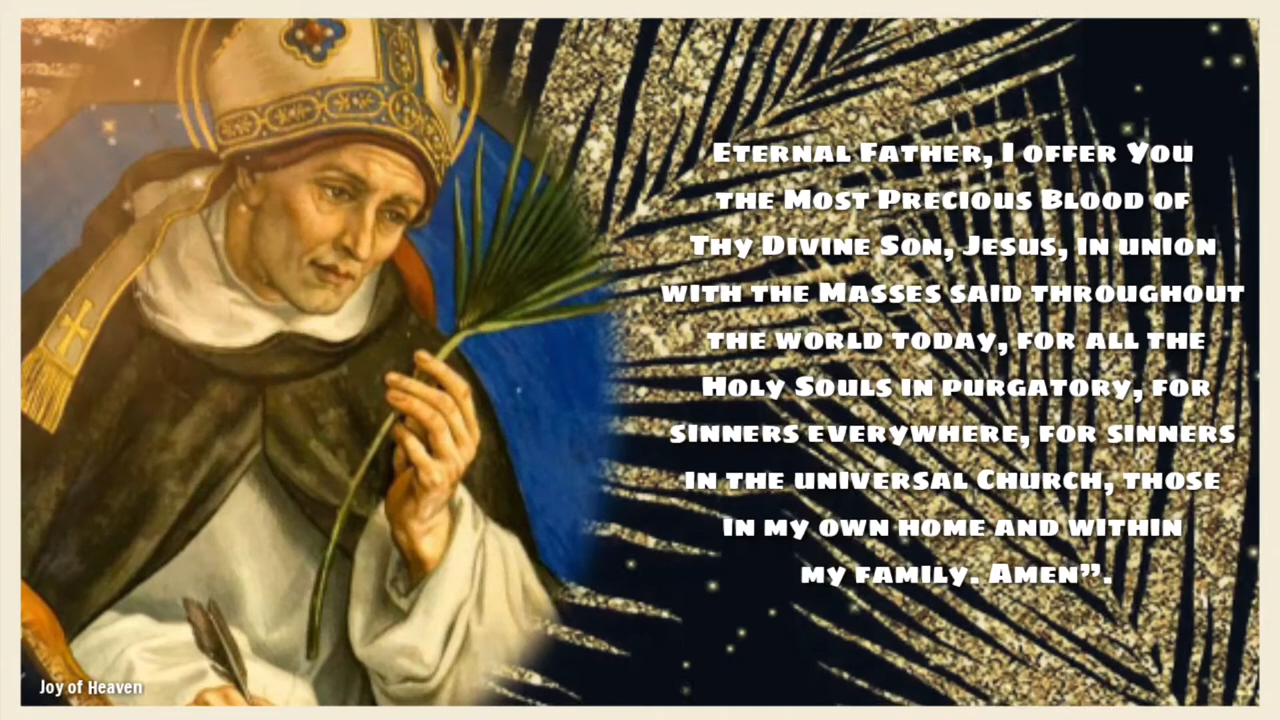 Eternal Father, I offer You
the Most Precious Blood of
Thy Divine Son, Jesus, in union
with the Masses said throughout
the world today, for all the
Holy Souls in purgatory, for
sinners everywhere, for sinners
in the universal Church, those
in my own home and within
my family. Amen”.
Joy of Heaven